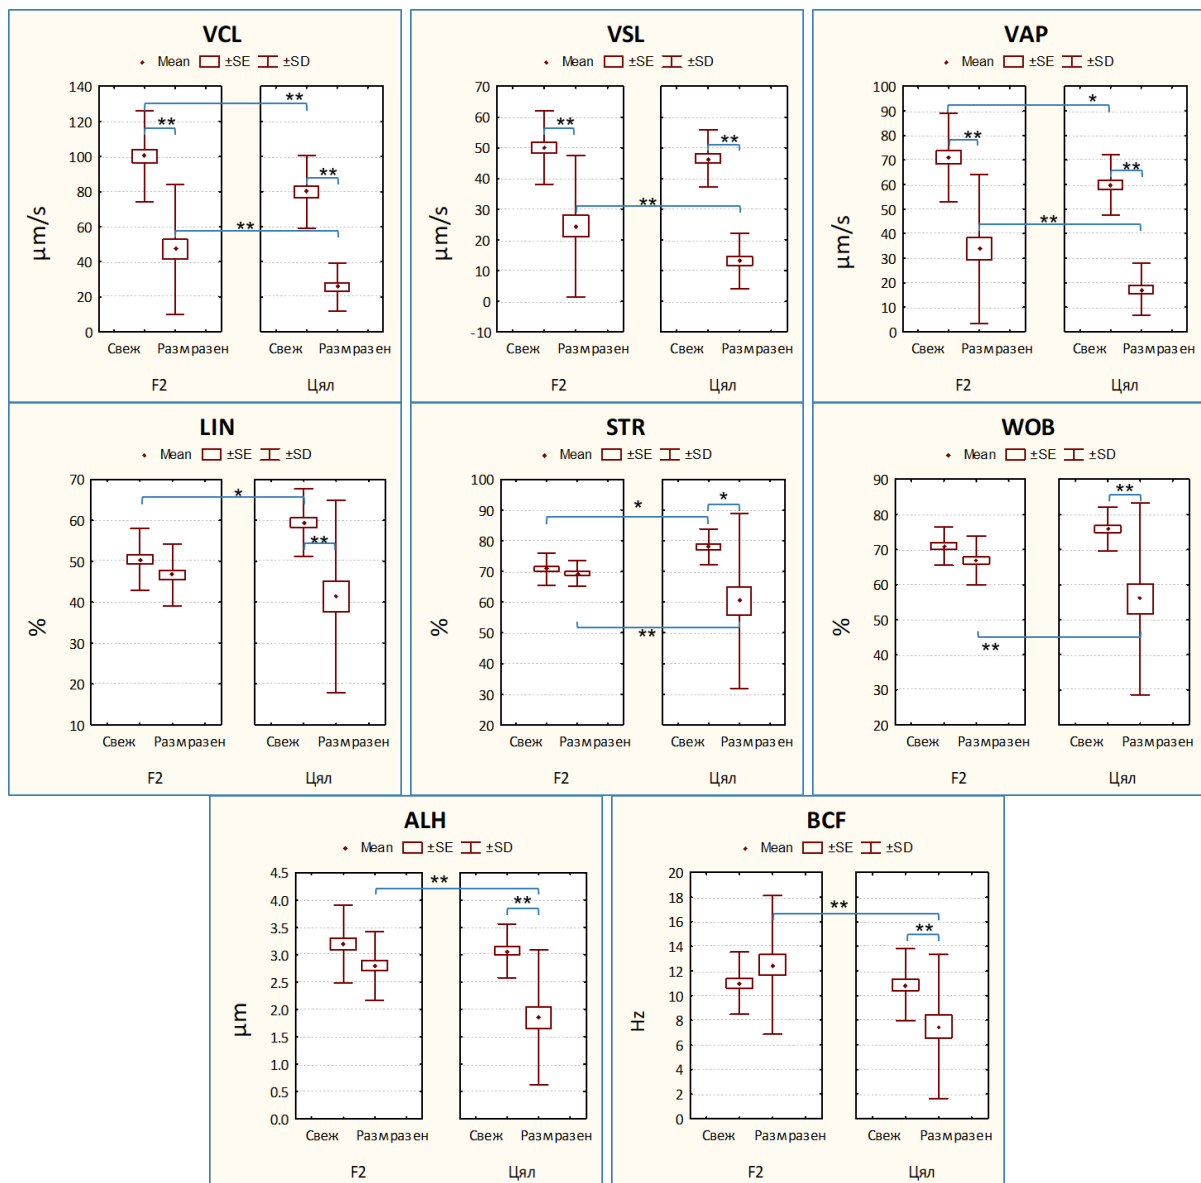 VCL
Mean ±SE ±SD
140
120
100
80
60
40
20
0
µm/s
**
**
**
**
Свеж Размразен Свеж Размразен
F2 Цял
VSL
Mean ±SE ±SD
70
60
50
40
30
20
10
0
-10
µm/s
**
**
**
Свеж Размразен Свеж Размразен
F2 Цял
VAP
Mean ±SE ±SD
100
90
80
70
60
50
40
30
20
10
0
µm/s
*
**
**
**
Свеж Размразен Свеж Размразен
F2 Цял
LIN
Mean ±SE ±SD
70
60
50
40
30
20
10
%
*
**
Свеж Размразен Свеж Размразен
F2 Цял
STR
Mean ±SE ±SD
100
90
80
70
60
50
40
30
20
%
*
*
**
Свеж Размразен Свеж Размразен
F2 Цял
WOB
Mean ±SE ±SD
90
80
70
60
50
40
30
20
%
**
**
Свеж Размразен Свеж Размразен
F2 Цял
ALH
Mean ±SE ±SD
4.5
4.0
3.5
3.0
2.5
2.0
1.5
1.0
0.5
0.0
µm
**
**
Свеж Размразен Свеж Размразен
F2 Цял
BCF
Mean ±SE ±SD
20
18
16
14
12
10
8
6
4
2
0
Hz
**
**
Свеж Размразен Свеж Размразен
F2 Цял